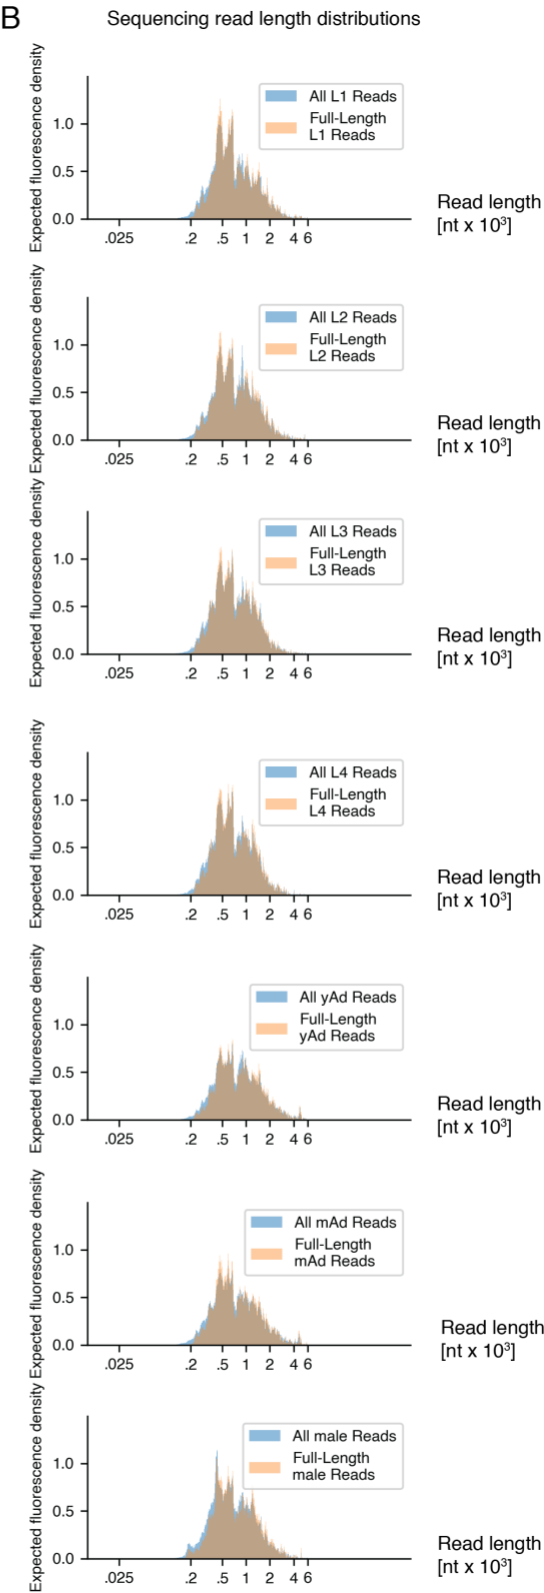 B
Sequencing read length distributions
Expected fluorescence density
1.0
0.5
0.0
All L1 Reads
Full-Length
L1 Reads
.025
.2
.5
1
2
4
6
Read length
[nt x 10³]
Expected fluorescence density
1.0
0.5
0.0
All L2 Reads
Full-Length
L2 Reads
.025
.2
.5
1
2
4
6
Read length
[nt x 10³]
Expected fluorescence density
1.0
0.5
0.0
All L3 Reads
Full-Length
L3 Reads
.025
.2
.5
1
2
4
6
Read length
[nt x 10³]
Expected fluorescence density
1.0
0.5
0.0
All L4 Reads
Full-Length
L4 Reads
.025
.2
.5
1
2
4
6
Read length
[nt x 10³]
Expected fluorescence density
1.0
0.5
0.0
All yAd Reads
Full-Length
yAd Reads
.025
.2
.5
1
2
4
6
Read length
[nt x 10³]
Expected fluorescence density
1.0
0.5
0.0
All mAd Reads
Full-Length
mAd Reads
.025
.2
.5
1
2
4
6
Read length
[nt x 10³]
Expected fluorescence density
1.0
0.5
0.0
All male Reads
Full-Length
male Reads
.025
.2
.5
1
2
4
6
Read length
[nt x 10³]